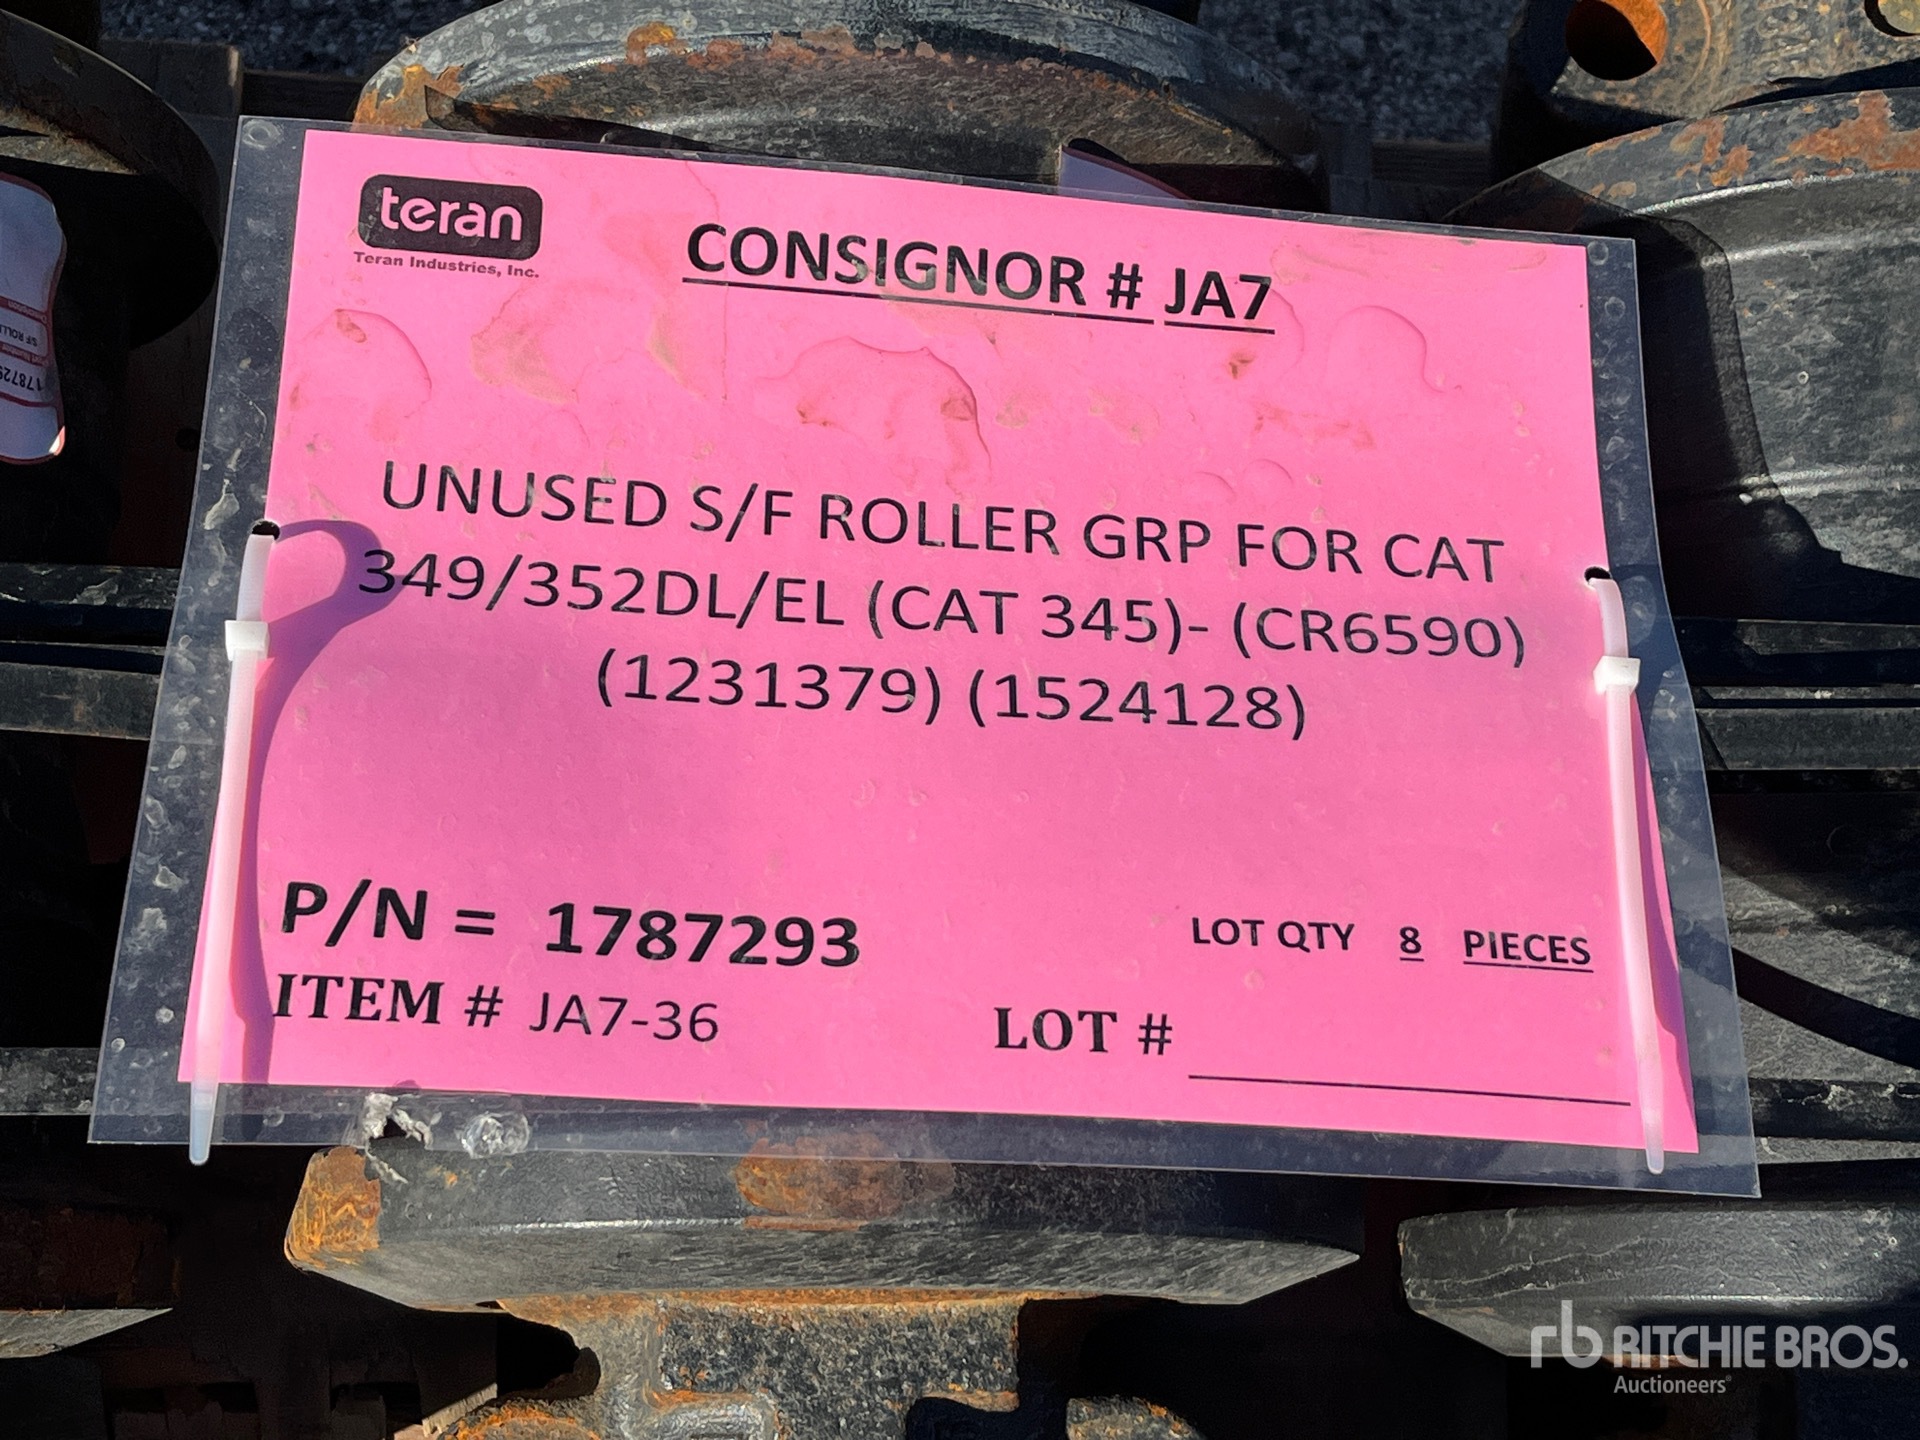 teran
Teran Industries, Inc.
CONSIGNOR # JA7
UNUSED S/F ROLLER GRP FOR CAT
349/352DL/EL (CAT 345)- (CR6590)
(1231379) (1524128)
P/N = 1787293
LOT QTY 8 PIECES
ITEM # JA7-36
LOT #
rb RITCHIE BROS.
Auctioneers